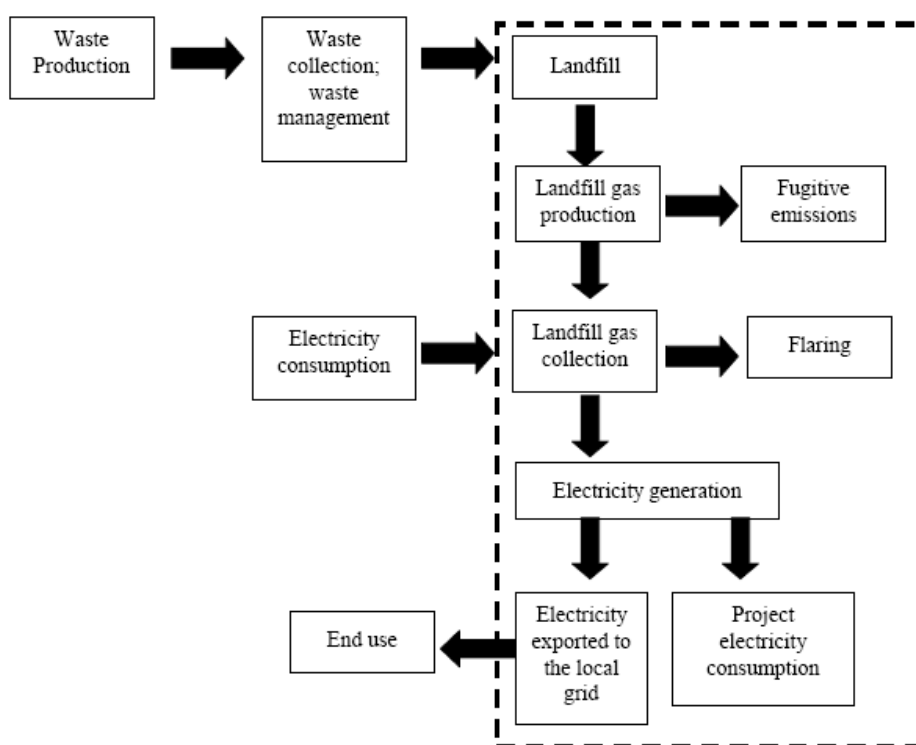 Waste
Production
Waste
collection;
waste
management
Landfill
Landfill gas
production
Fugitive
emissions
Electricity
consumption
Landfill gas
collection
Flaring
Electricity generation
End use
Electricity
exported to
the local
grid
Project
electricity
consumption